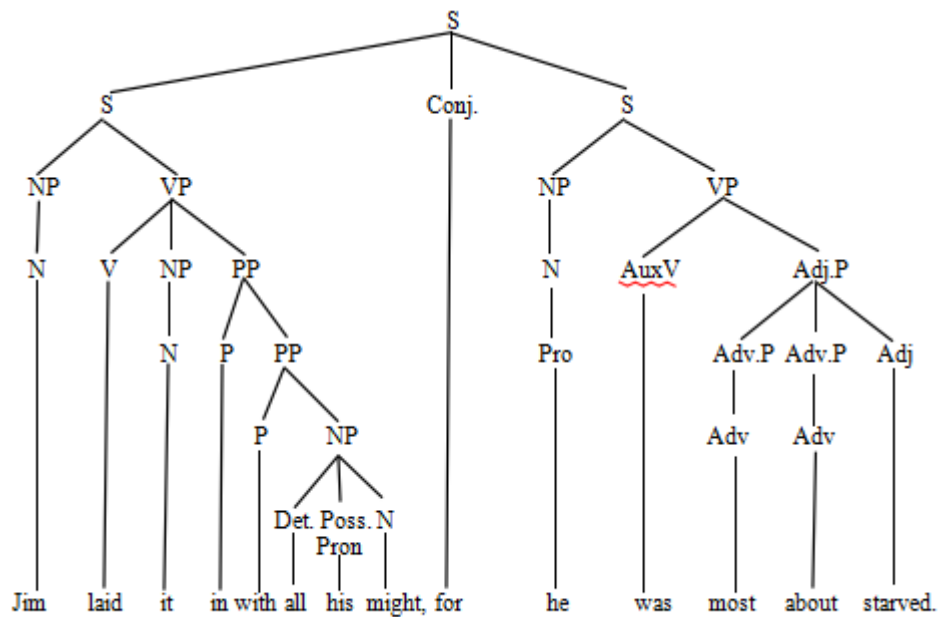 S
S Conj. S
NP VP NP VP
N V NP PP N AuxV Adj.P
N P PP Pro Adv.P Adv.P Adj
P NP Adv Adv
Det. Poss. N
Pron
Jim laid it in with all his might, for he was most about starved.